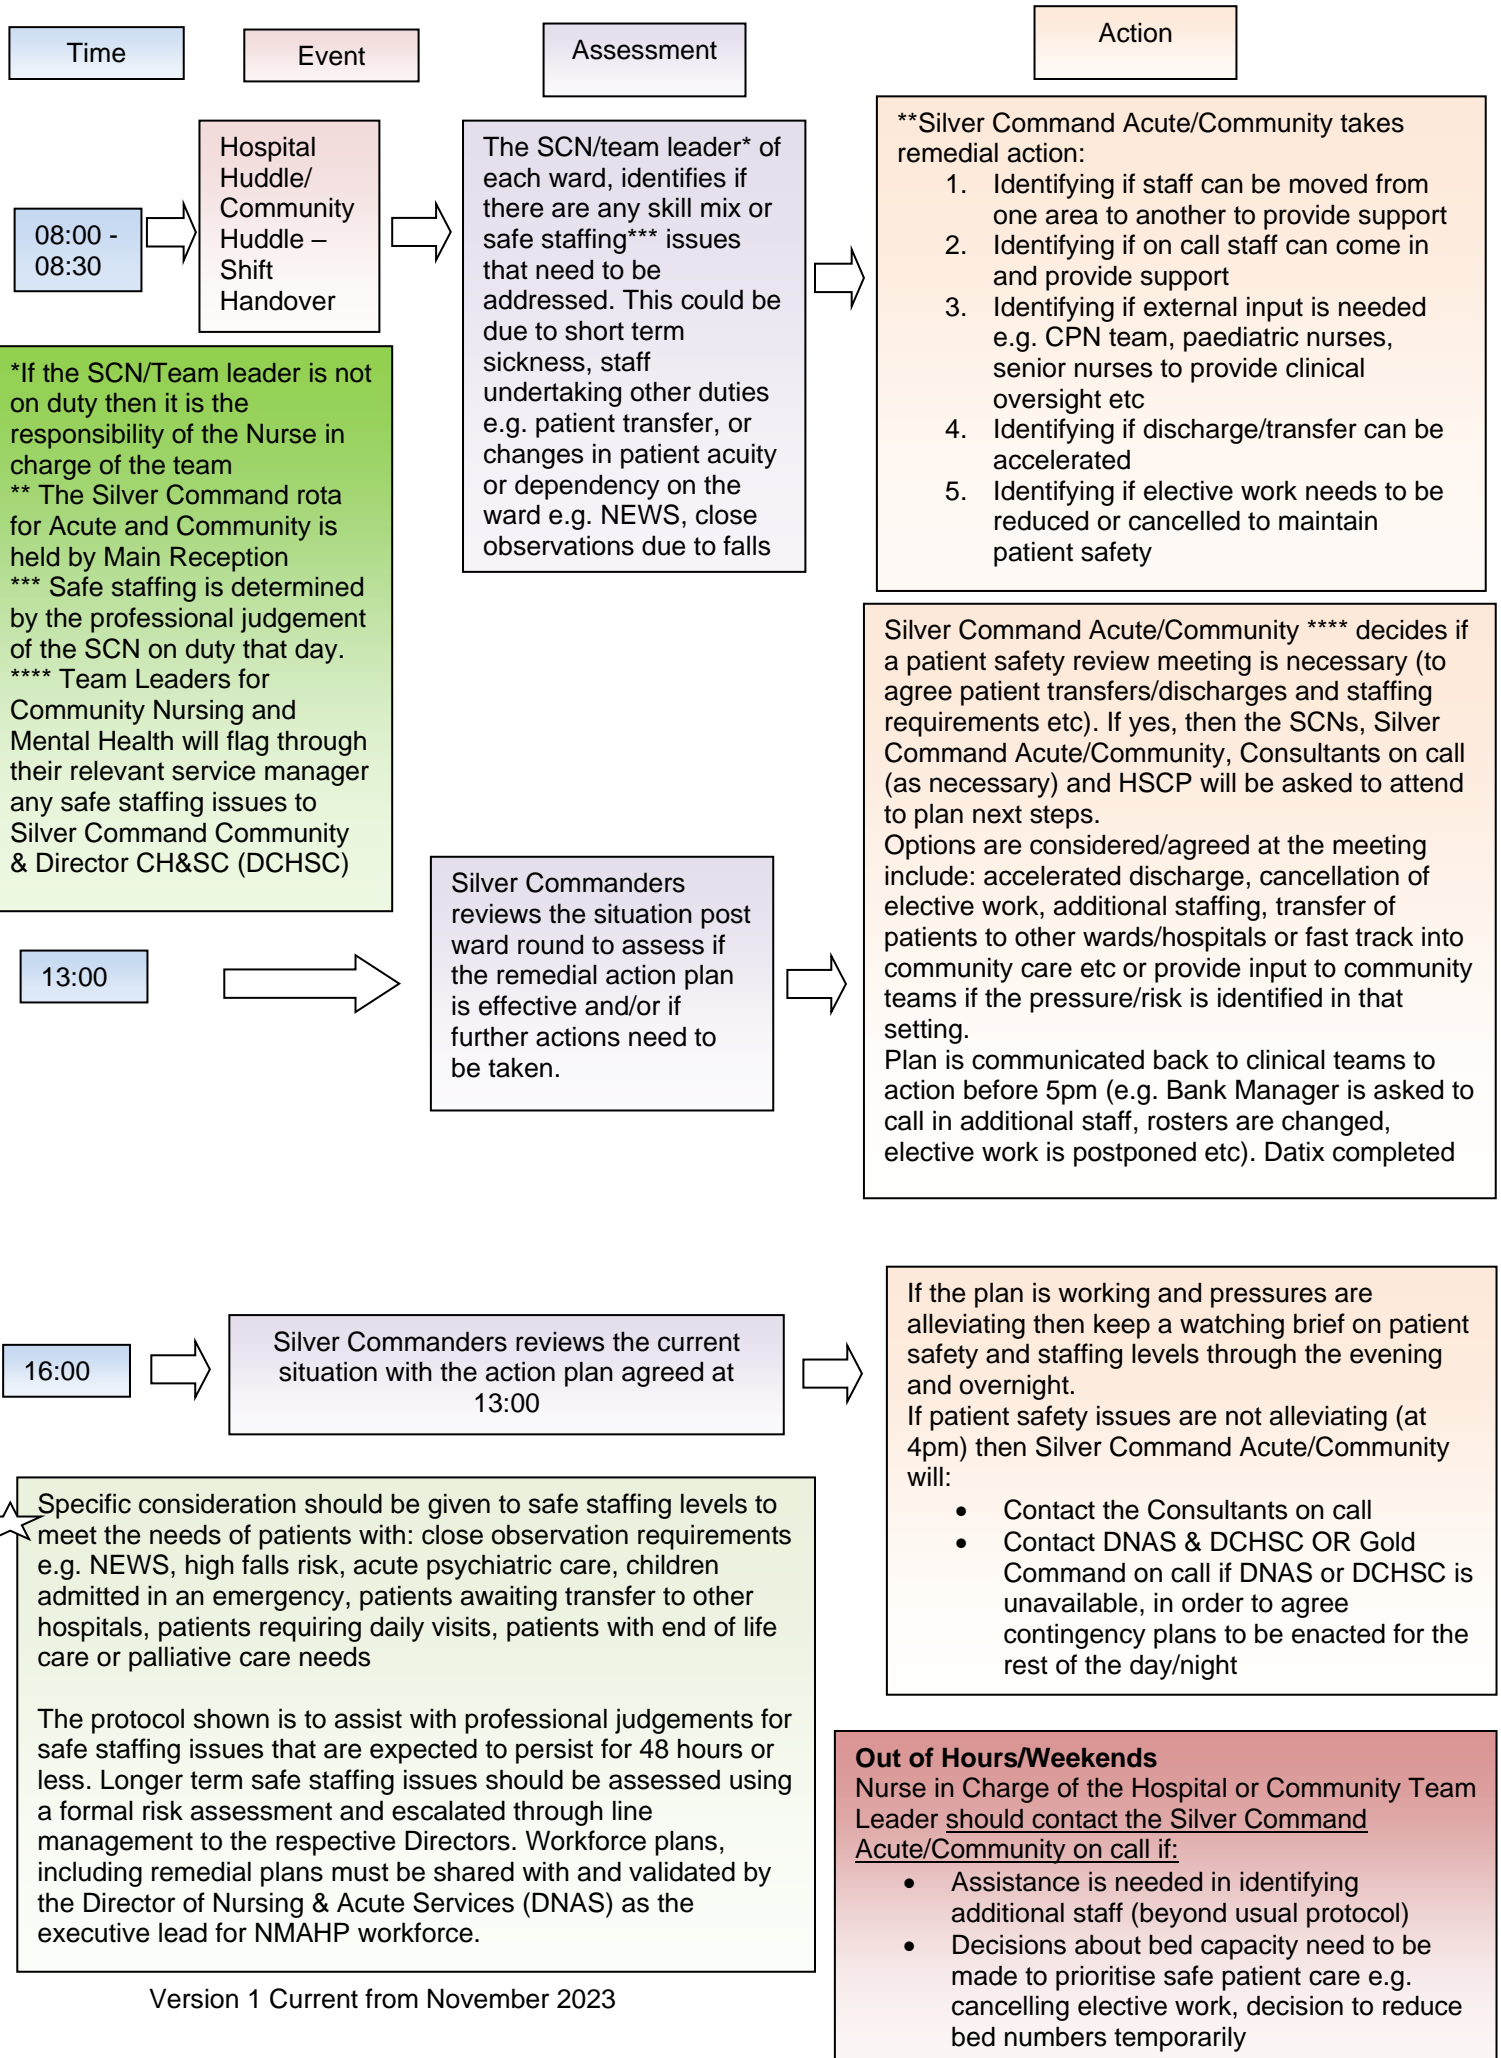 Time
Event
Assessment
Action
08:00 -
08:30
Hospital
Huddle/
Community
Huddle –
Shift
Handover
The SCN/team leader* of
each ward, identifies if
there are any skill mix or
safe staffing*** issues
that need to be
addressed. This could be
due to short term
sickness, staff
undertaking other duties
e.g. patient transfer, or
changes in patient acuity
or dependency on the
ward e.g. NEWS, close
observations due to falls
**Silver Command Acute/Community takes
remedial action:
1. Identifying if staff can be moved from
one area to another to provide support
2. Identifying if on call staff can come in
and provide support
3. Identifying if external input is needed
e.g. CPN team, paediatric nurses,
senior nurses to provide clinical
oversight etc
4. Identifying if discharge/transfer can be
accelerated
5. Identifying if elective work needs to be
reduced or cancelled to maintain
patient safety
*If the SCN/Team leader is not
on duty then it is the
responsibility of the Nurse in
charge of the team
** The Silver Command rota
for Acute and Community is
held by Main Reception
*** Safe staffing is determined
by the professional judgement
of the SCN on duty that day.
**** Team Leaders for
Community Nursing and
Mental Health will flag through
their relevant service manager
any safe staffing issues to
Silver Command Community
& Director CH&SC (DCHSC)
13:00
Silver Commanders
reviews the situation post
ward round to assess if
the remedial action plan
is effective and/or if
further actions need to
be taken.
Silver Command Acute/Community **** decides if
a patient safety review meeting is necessary (to
agree patient transfers/discharges and staffing
requirements etc). If yes, then the SCNs, Silver
Command Acute/Community, Consultants on call
(as necessary) and HSCP will be asked to attend
to plan next steps.
Options are considered/agreed at the meeting
include: accelerated discharge, cancellation of
elective work, additional staffing, transfer of
patients to other wards/hospitals or fast track into
community care etc or provide input to community
teams if the pressure/risk is identified in that
setting.
Plan is communicated back to clinical teams to
action before 5pm (e.g. Bank Manager is asked to
call in additional staff, rosters are changed,
elective work is postponed etc). Datix completed
16:00
Silver Commanders reviews the current
situation with the action plan agreed at
13:00
If the plan is working and pressures are
alleviating then keep a watching brief on patient
safety and staffing levels through the evening
and overnight.
If patient safety issues are not alleviating (at
4pm) then Silver Command Acute/Community
will:
• Contact the Consultants on call
• Contact DNAS & DCHSC OR Gold
Command on call if DNAS or DCHSC is
unavailable, in order to agree
contingency plans to be enacted for the
rest of the day/night
Specific consideration should be given to safe staffing levels to
meet the needs of patients with: close observation requirements
e.g. NEWS, high falls risk, acute psychiatric care, children
admitted in an emergency, patients awaiting transfer to other
hospitals, patients requiring daily visits, patients with end of life
care or palliative care needs
The protocol shown is to assist with professional judgements for
safe staffing issues that are expected to persist for 48 hours or
less. Longer term safe staffing issues should be assessed using
a formal risk assessment and escalated through line
management to the respective Directors. Workforce plans,
including remedial plans must be shared with and validated by
the Director of Nursing & Acute Services (DNAS) as the
executive lead for NMAHP workforce.
Out of Hours/Weekends
Nurse in Charge of the Hospital or Community Team
Leader should contact the Silver Command
Acute/Community on call if:
• Assistance is needed in identifying
additional staff (beyond usual protocol)
• Decisions about bed capacity need to be
made to prioritise safe patient care e.g.
cancelling elective work, decision to reduce
bed numbers temporarily
Version 1 Current from November 2023